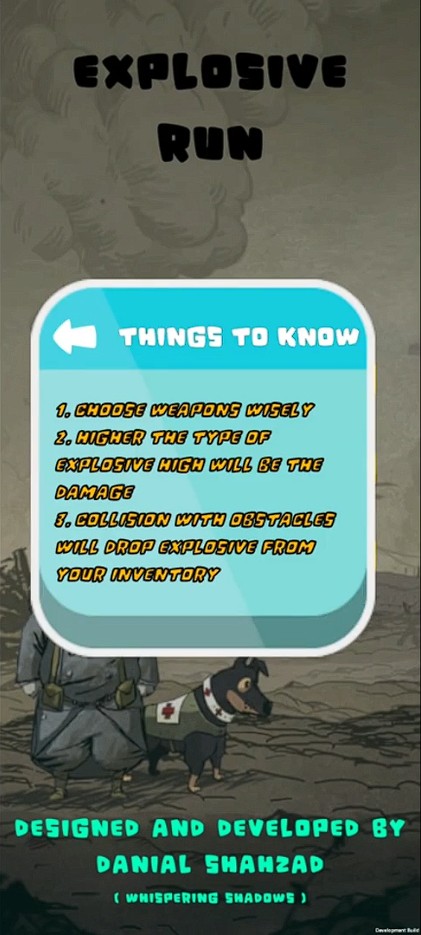 EXPLOSIVE
RUN
THINGS TO KNOW
1. CHOOSE WEAPONS WISELY
2. HIGHER THE TYPE OF
EXPLOSIVE HIGH WILL BE THE
DAMAGE
3. COLLISION WITH OBSTACLES
WILL DROP EXPLOSIVE FROM
YOUR INVENTORY
DESIGNED AND DEVELOPED BY
DANIAL SHAHZAD
( WHISPERING SHADOWS )
Development Build